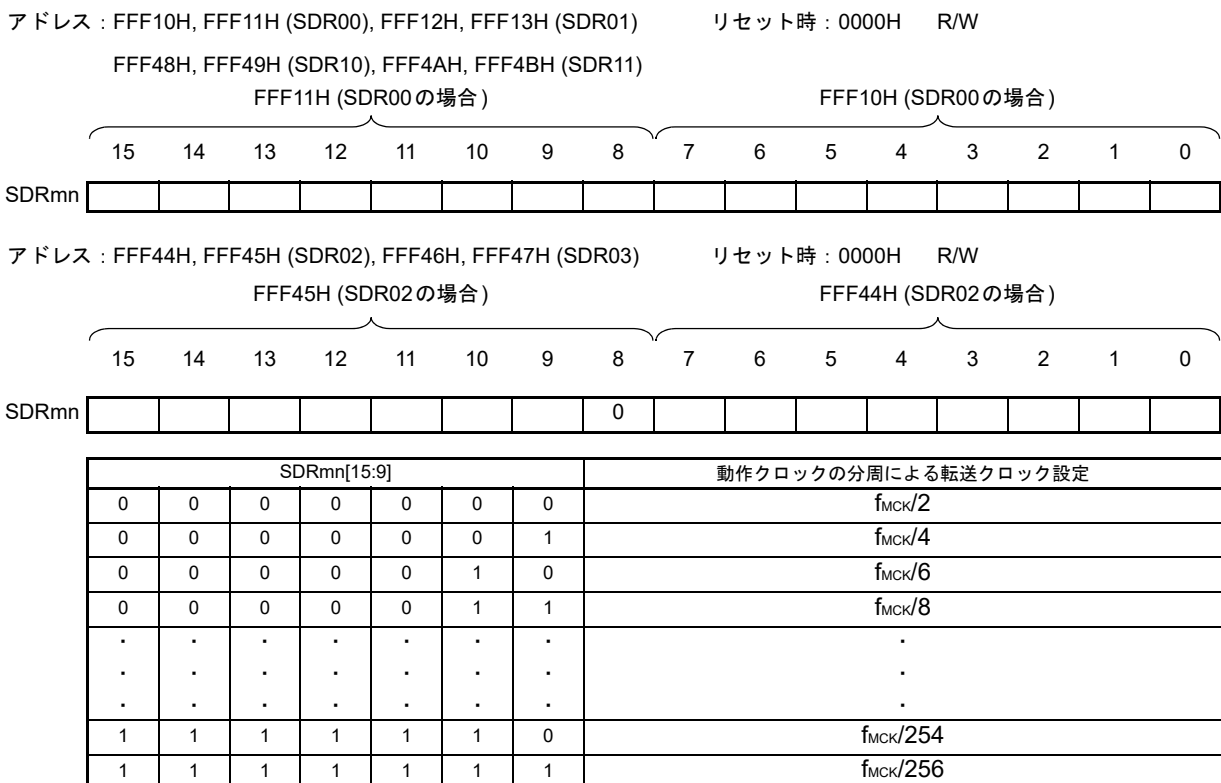 アドレス：FFF10H, FFF11H (SDR00), FFF12H, FFF13H (SDR01) リセット時：0000H R/W
FFF48H, FFF49H (SDR10), FFF4AH, FFF4BH (SDR11)
FFF11H (SDR00の場合) FFF10H (SDR00の場合)
15 14 13 12 11 10 9 8 7 6 5 4 3 2 1 0
SDRmn
アドレス：FFF44H, FFF45H (SDR02), FFF46H, FFF47H (SDR03) リセット時：0000H R/W
FFF45H (SDR02の場合) FFF44H (SDR02の場合)
15 14 13 12 11 10 9 8 7 6 5 4 3 2 1 0
SDRmn 0
SDRmn[15:9] 動作クロックの分周による転送クロック設定
0 0 0 0 0 0 0 fMCK/2
0 0 0 0 0 0 1 fMCK/4
0 0 0 0 0 1 0 fMCK/6
0 0 0 0 0 1 1 fMCK/8
・ ・ ・ ・ ・ ・ ・ ・
・ ・ ・ ・ ・ ・ ・ ・
・ ・ ・ ・ ・ ・ ・ ・
1 1 1 1 1 1 0 fMCK/254
1 1 1 1 1 1 1 fMCK/256